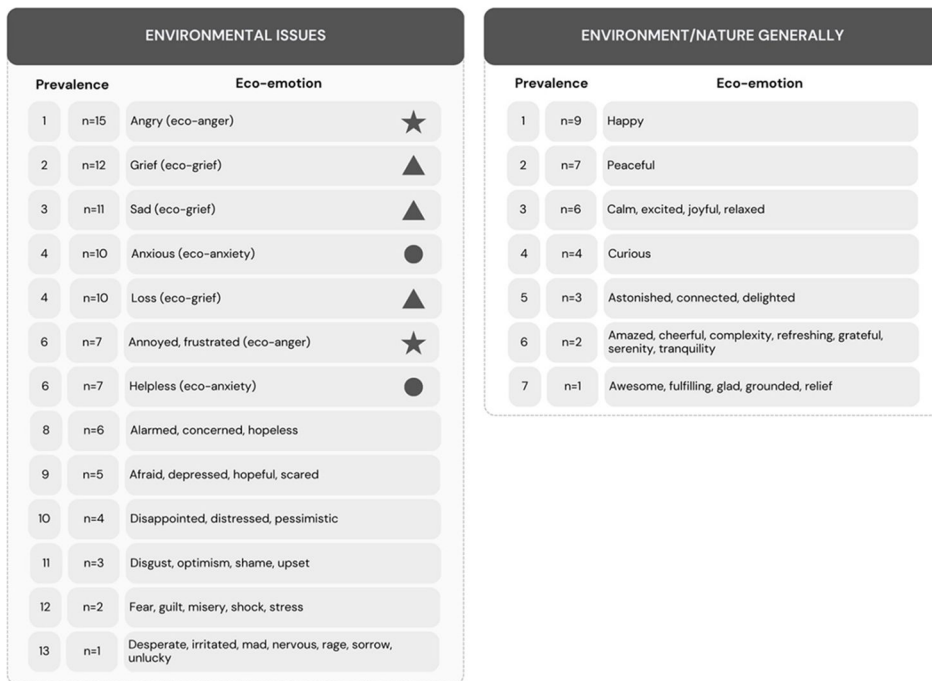 ENVIRONMENTAL ISSUES
Prevalence Eco-emotion
1 n=15 Angry (eco-anger)
2 n=12 Grief (eco-grief)
3 n=11 Sad (eco-grief)
4 n=10 Anxious (eco-anxiety)
4 n=10 Loss (eco-grief)
6 n=7 Annoyed, frustrated (eco-anger)
6 n=7 Helpless (eco-anxiety)
8 n=6 Alarmed, concerned, hopeless
9 n=5 Afraid, depressed, hopeful, scared
10 n=4 Disappointed, distressed, pessimistic
11 n=3 Disgust, optimism, shame, upset
12 n=2 Fear, guilt, misery, shock, stress
13 n=1 Desperate, irritated, mad, nervous, rage, sorrow,
unlucky
ENVIRONMENT/NATURE GENERALLY
Prevalence Eco-emotion
1 n=9 Happy
2 n=7 Peaceful
3 n=6 Calm, excited, joyful, relaxed
4 n=4 Curious
5 n=3 Astonished, connected, delighted
6 n=2 Amazed, cheerful, complexity, refreshing, grateful,
serenity, tranquility
7 n=1 Awesome, fulfilling, glad, grounded, relief